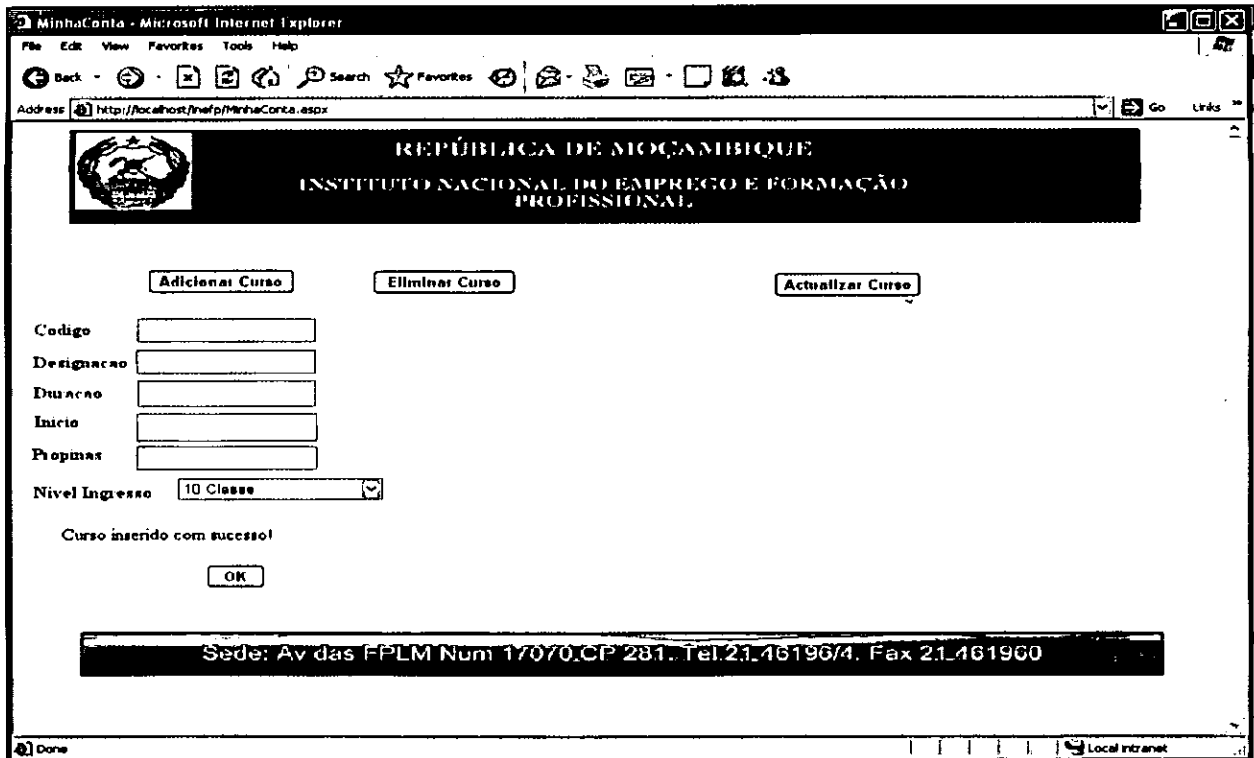 MinhaConta - Microsoft Internet Explorer
File Edit View Favorites Tools Help
Back Search Favorites
Address http://localhost/Inefp/MinhaConta.aspx Go Links
REPÚBLICA DE MOÇAMBIQUE
INSTITUTO NACIONAL DO EMPREGO E FORMAÇÃO
PROFISSIONAL
Adicionar Curso Eliminar Curso Actualizar Curso
Codigo
Designacao
Duracao
Inicio
Propinas
Nivel Ingresso 10 Classe
Curso inserido com sucesso!
OK
Sede: Av das FPLM Num 17070,CP 281. Tel.21.461964. Fax 21.461960
Done Local intranet